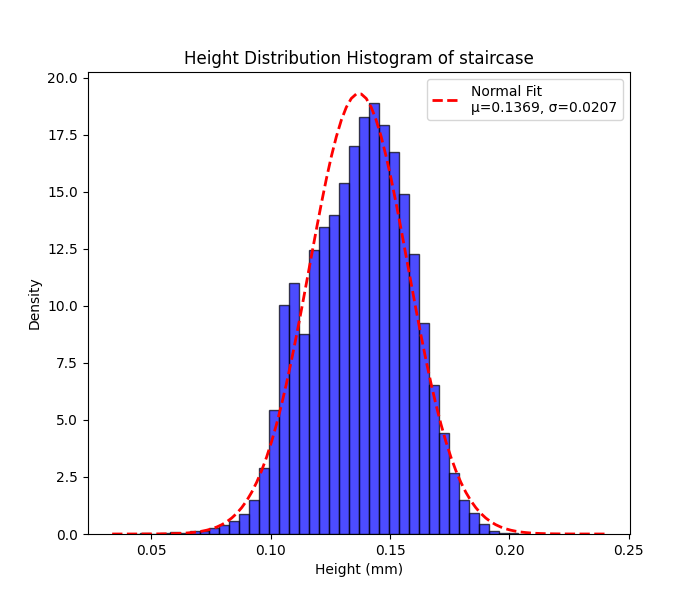 Height Distribution Histogram of staircase
20.0
17.5
15.0
12.5
10.0
7.5
5.0
2.5
0.0
Density
Normal Fit
μ=0.1369, σ=0.0207
0.05
0.10
0.15
0.20
0.25
Height (mm)